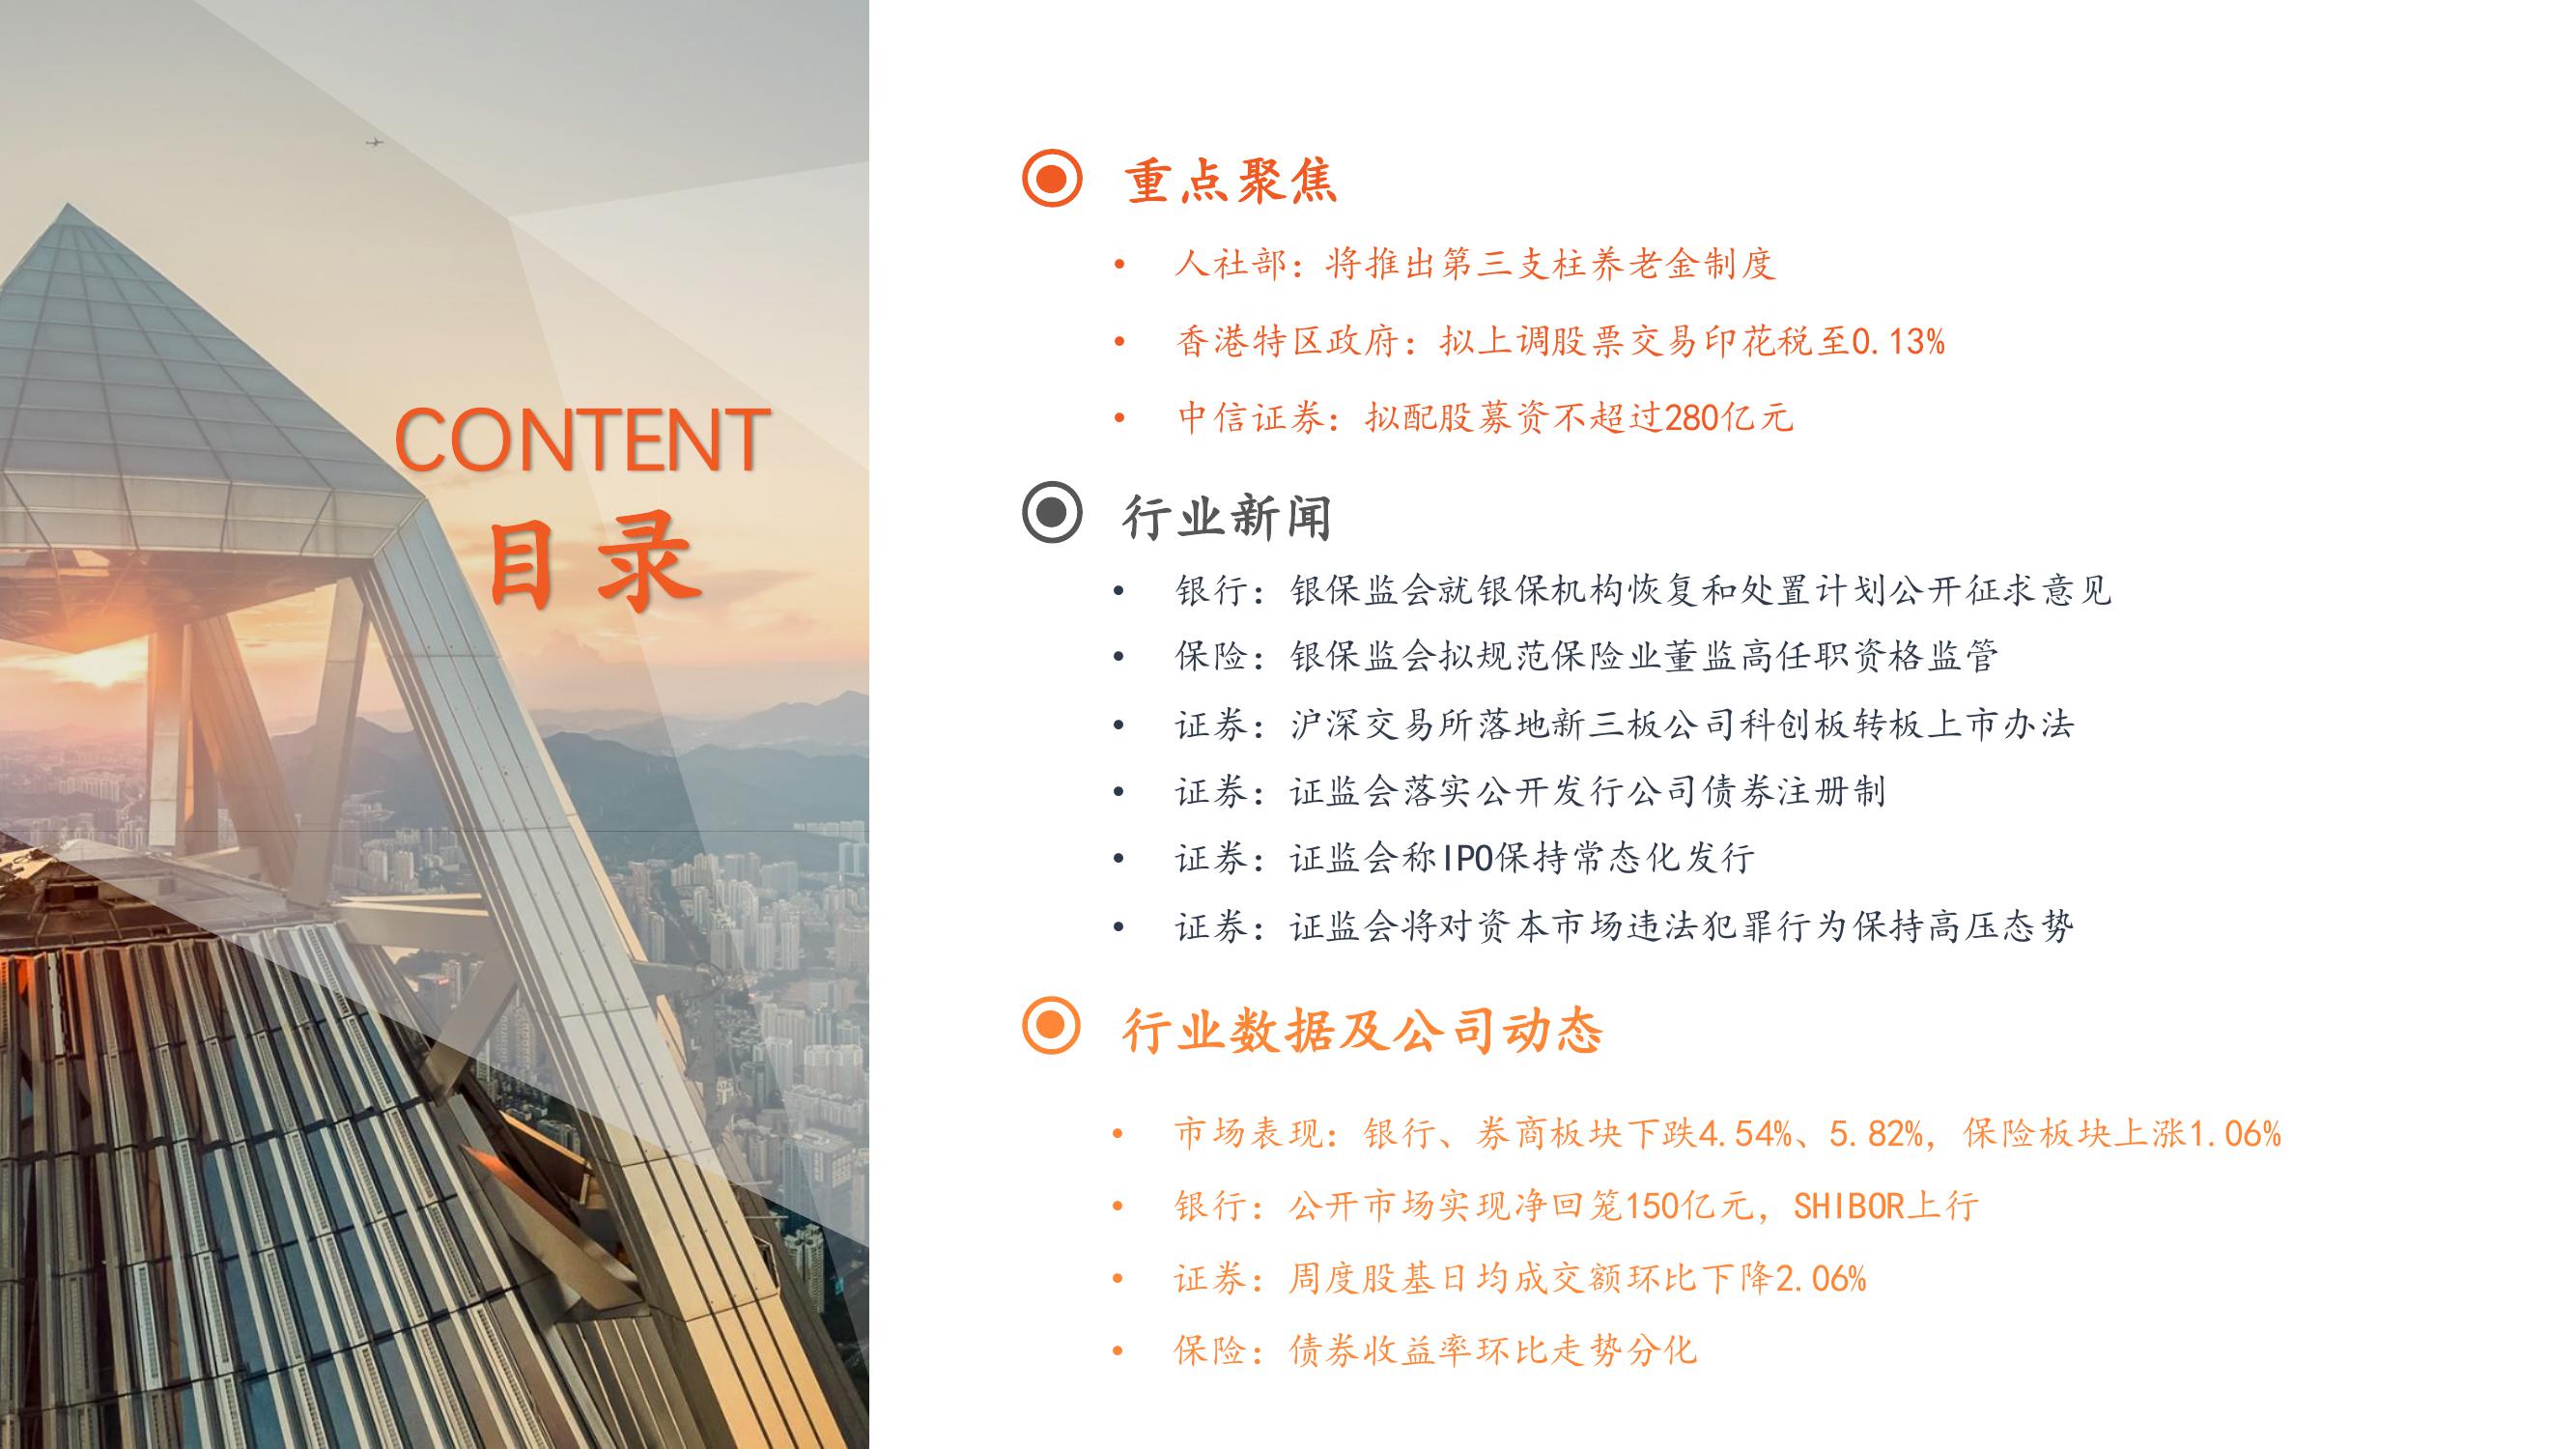 CONTENT
目录
重点聚焦
• 人社部：将推出第三支柱养老金制度
• 香港特区政府：拟上调股票交易印花税至0.13%
• 中信证券：拟配股募资不超过280亿元
行业新闻
• 银行：银保监会就银保机构恢复和处置计划公开征求意见
• 保险：银保监会拟规范保险业董监高任职资格监管
• 证券：沪深交易所落地新三板公司科创板转板上市办法
• 证券：证监会落实公开发行公司债券注册制
• 证券：证监会称IPO保持常态化发行
• 证券：证监会将对资本市场违法犯罪行为保持高压态势
行业数据及公司动态
• 市场表现：银行、券商板块下跌4.54%、5.82%，保险板块上涨1.06%
• 银行：公开市场实现净回笼150亿元，SHIBOR上行
• 证券：周度股基日均成交额环比下降2.06%
• 保险：债券收益率环比走势分化